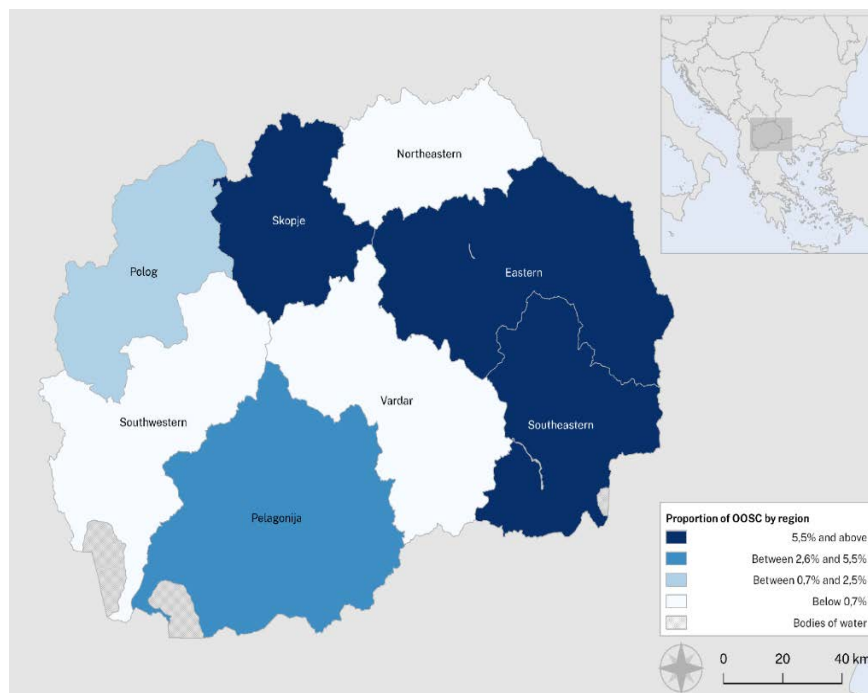 Northeastern
Skopje
Polog
Eastern
Southwestern
Vardar
Southeastern
Pelagonija
Proportion of OOSC by region
5,5% and above
Between 2,6% and 5,5%
Between 0,7% and 2,5%
Below 0,7%
Bodies of water
0 20 40 km